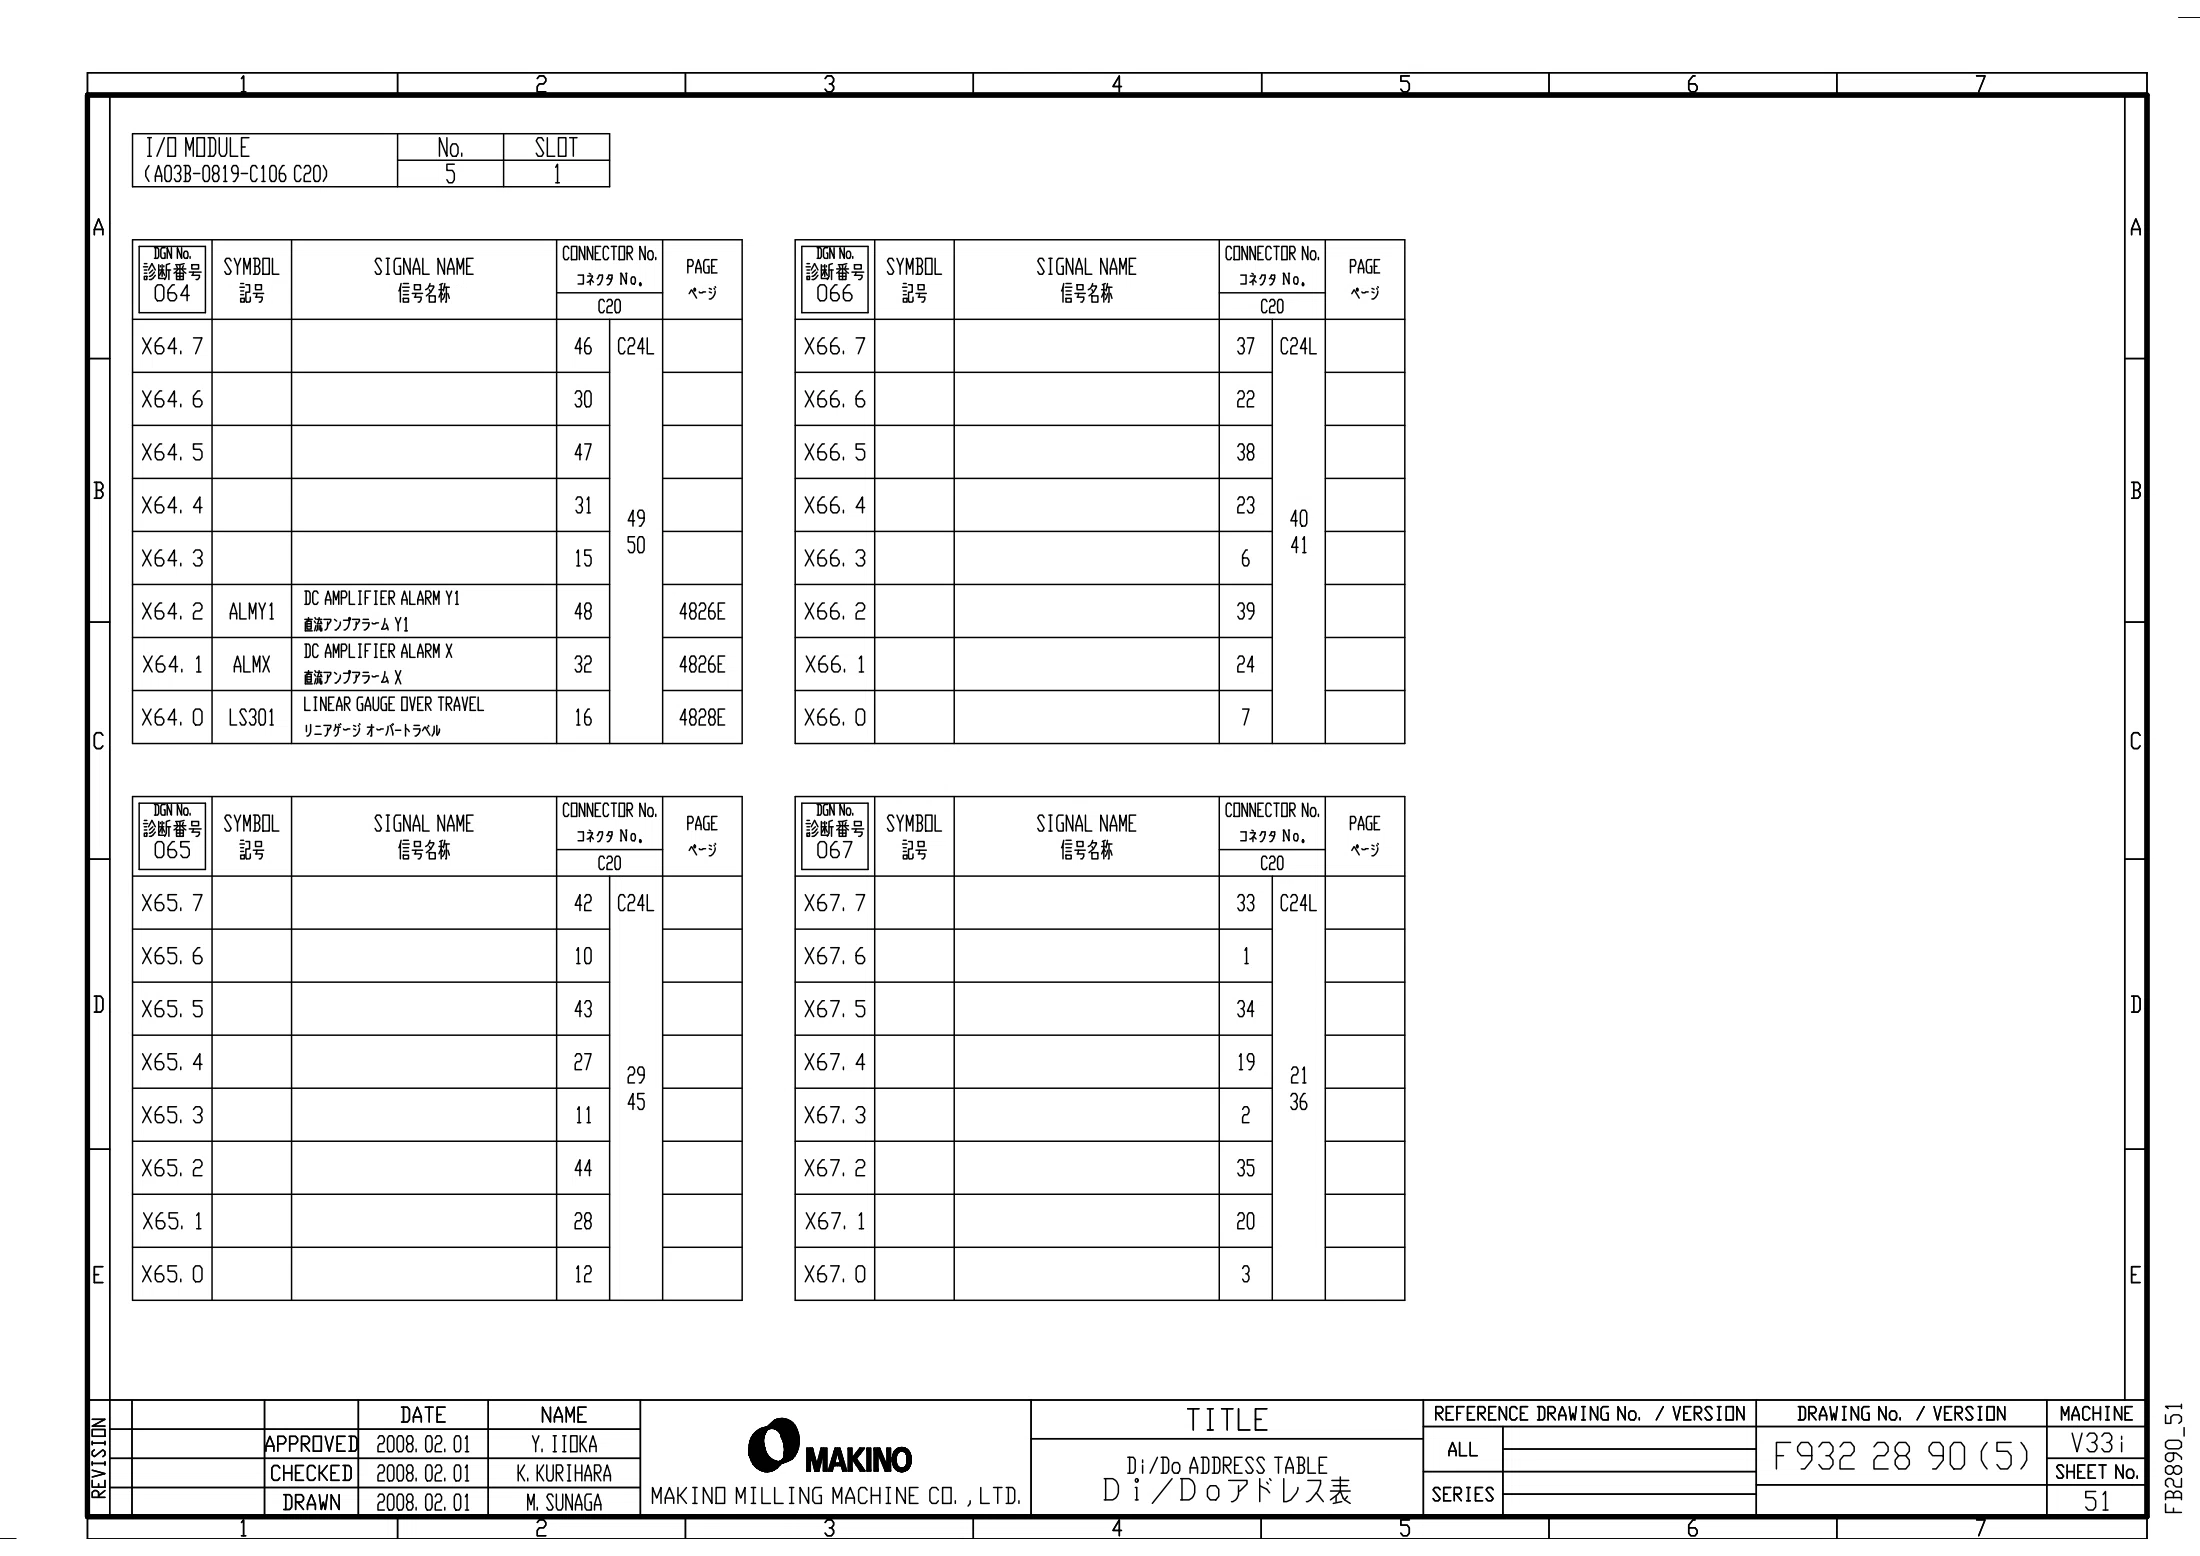 1 2 3 4 5 6 7
I/O MODULE No. SLOT
(A03B-0819-C106 C20) 5 1
A A
DGN No. 診断番号 064 SYMBOL 記号 SIGNAL NAME 信号名称 CONNECTOR No. コネクタ No. C20 PAGE ページ
X64. 7 46 C24L
X64. 6 30
X64. 5 47
X64. 4 31
49
50
X64. 3 15
X64. 2 ALMY1 DC AMPLIFIER ALARM Y1 48 4826E
直流アンプアラーム Y1
X64. 1 ALMX DC AMPLIFIER ALARM X 32 4826E
直流アンプアラーム X
X64. 0 LS301 LINEAR GAUGE OVER TRAVEL 16 4828E
リニアゲージ オーバートラベル
DGN No. 診断番号 066 SYMBOL 記号 SIGNAL NAME 信号名称 CONNECTOR No. コネクタ No. C20 PAGE ページ
X66. 7 37 C24L
X66. 6 22
X66. 5 38
X66. 4 23
40
41
X66. 3 6
X66. 2 39
X66. 1 24
X66. 0 7
B B
C C
DGN No. 診断番号 065 SYMBOL 記号 SIGNAL NAME 信号名称 CONNECTOR No. コネクタ No. C20 PAGE ページ
X65. 7 42 C24L
X65. 6 10
X65. 5 43
X65. 4 27
29
45
X65. 3 11
X65. 2 44
X65. 1 28
X65. 0 12
DGN No. 診断番号 067 SYMBOL 記号 SIGNAL NAME 信号名称 CONNECTOR No. コネクタ No. C20 PAGE ページ
X67. 7 33 C24L
X67. 6 1
X67. 5 34
X67. 4 19
21
36
X67. 3 2
X67. 2 35
X67. 1 20
X67. 0 3
D D
E E
REVISION
DATE NAME
APPROVED 2008. 02. 01 Y. IIOKA
CHECKED 2008. 02. 01 K. KURIHARA
DRAWN 2008. 02. 01 M. SUNAGA
MAKINO
MAKINO MILLING MACHINE CO. , LTD.
TITLE
Di/Do ADDRESS TABLE
Di/Doアドレス表
REFERENCE DRAWING No. / VERSION
ALL
SERIES
DRAWING No. / VERSION
F932 28 90 (5)
MACHINE
V33i
SHEET No.
51
FB2890_51
1 2 3 4 5 6 7